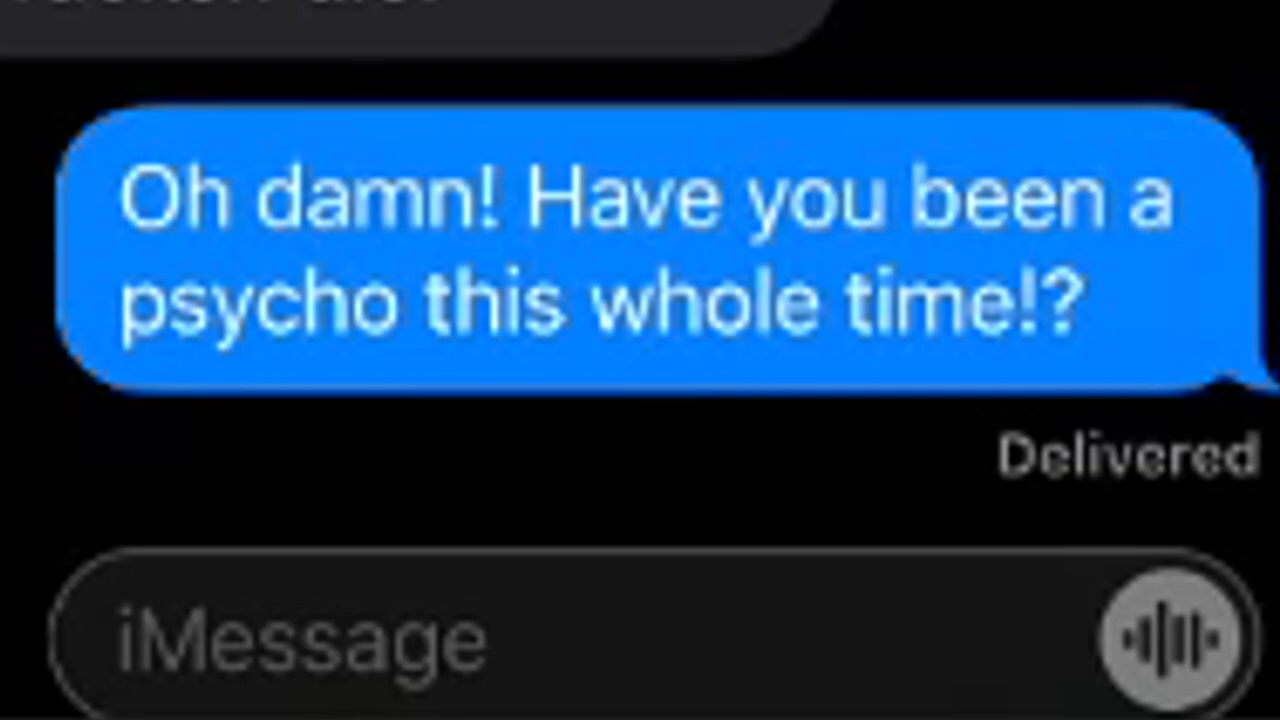 Oh damn! Have you been a
psycho this whole time!?
Delivered
iMessage